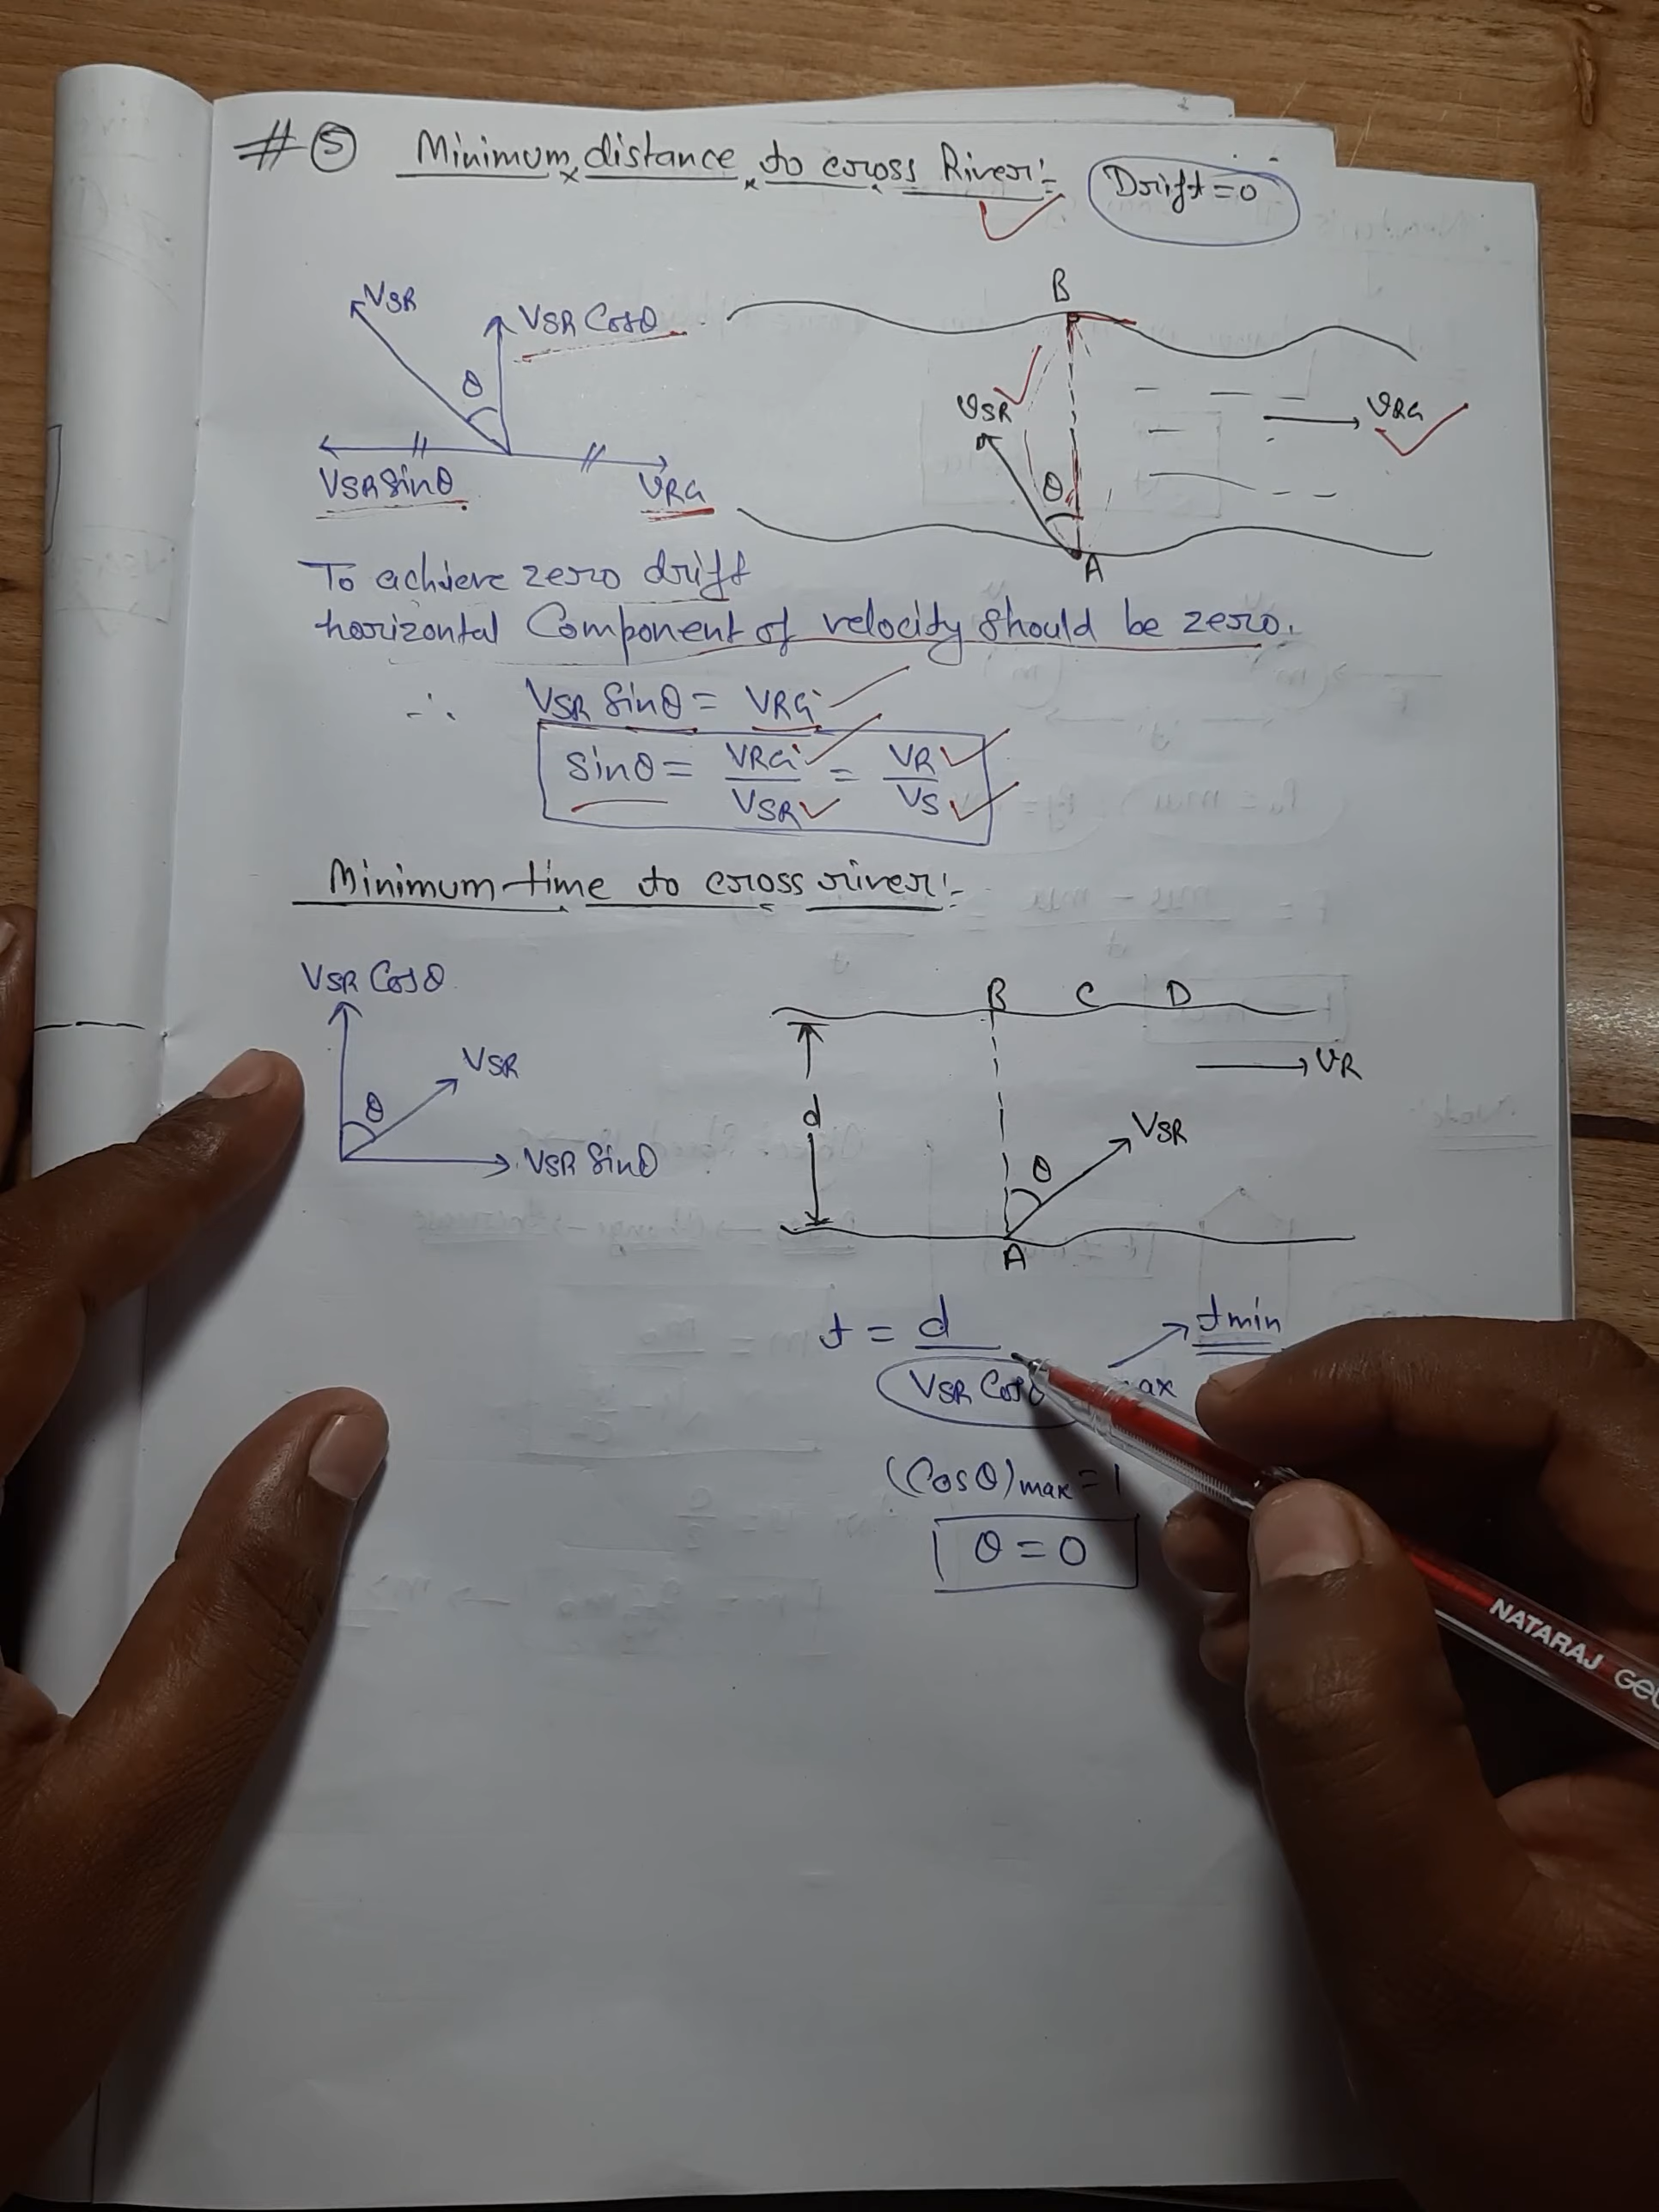 # ⑤ Minimum distance to cross River:- Drift = 0
VSR
VSR Cosθ
θ
VSR Sinθ
VRG
B
VSR
VRG
θ
A
To achieve zero drift
horizontal Component of velocity should be zero.
∴ VSR Sinθ = VRG
Sinθ = VRG / VSR = VR / VS
Minimum time to cross river:-
VSR Cosθ
VSR
θ
VSR Sinθ
B C D
VR
d
VSR
θ
A
t = d / VSR Cosθ
tmin
(Cosθ)max = 1
θ = 0
NATARAJ